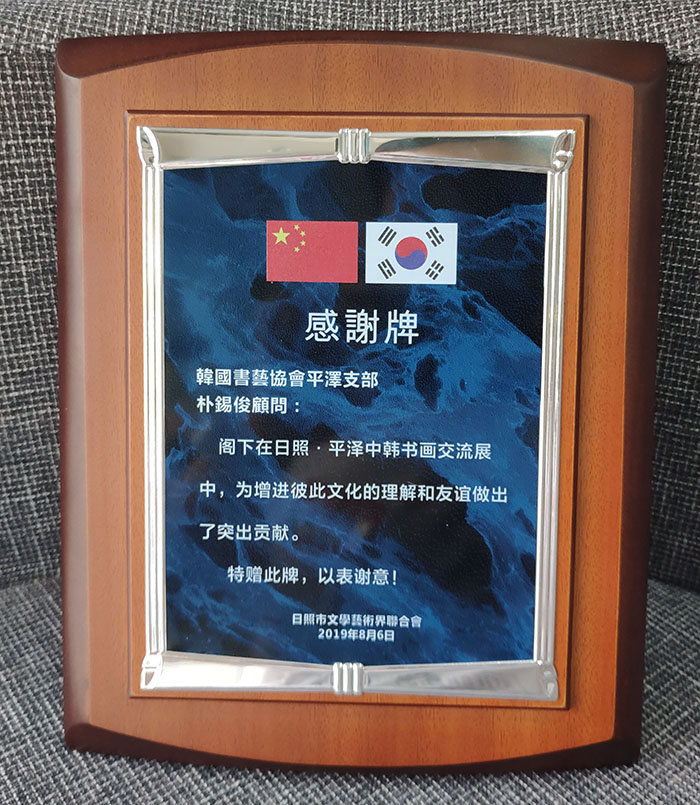 感謝牌
韓國書藝協會平澤支部
朴錫俊顧問：
阁下在日照·平泽中韩书画交流展
中，为增进彼此文化的理解和友谊做出
了突出贡献。
特赠此牌，以表谢意！
日照市文學藝術界聯合會
2019年8月6日